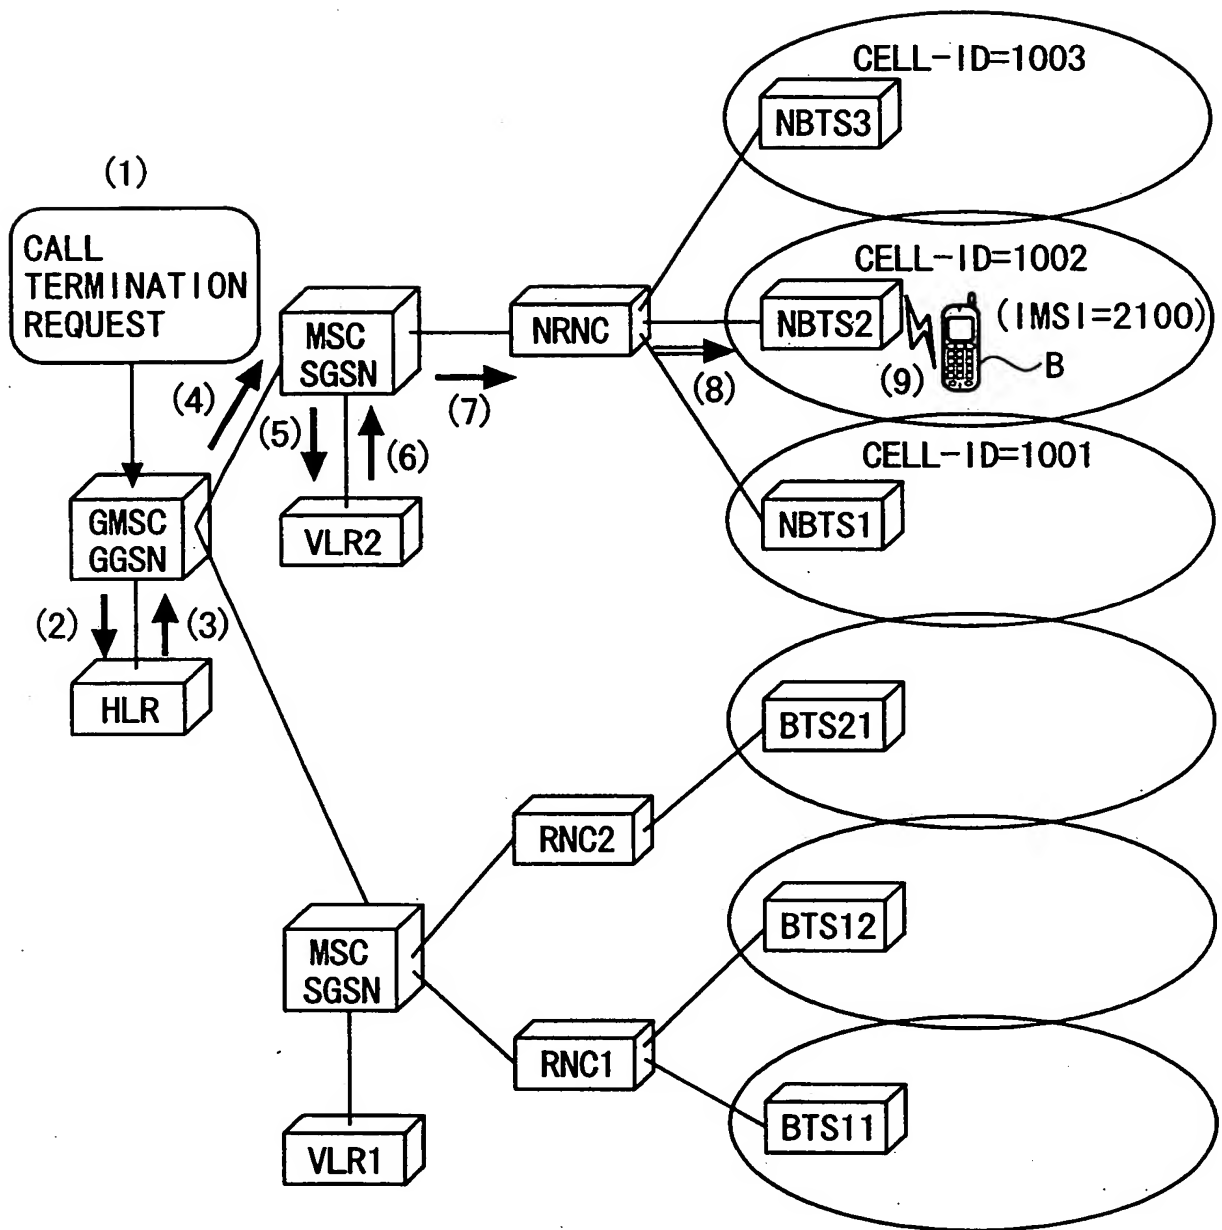 CELL-ID=1003
NBTS3
(1)
CALL
TERMINATION
REQUEST
CELL-ID=1002
MSC
SGSN
NRNC
NBTS2
(IMSI=2100)
(4)
(7)
(8)
(9)
B
(5)
(6)
CELL-ID=1001
GMSC
GGSN
VLR2
NBTS1
(2)
(3)
HLR
BTS21
RNC2
MSC
SGSN
BTS12
RNC1
BTS11
VLR1